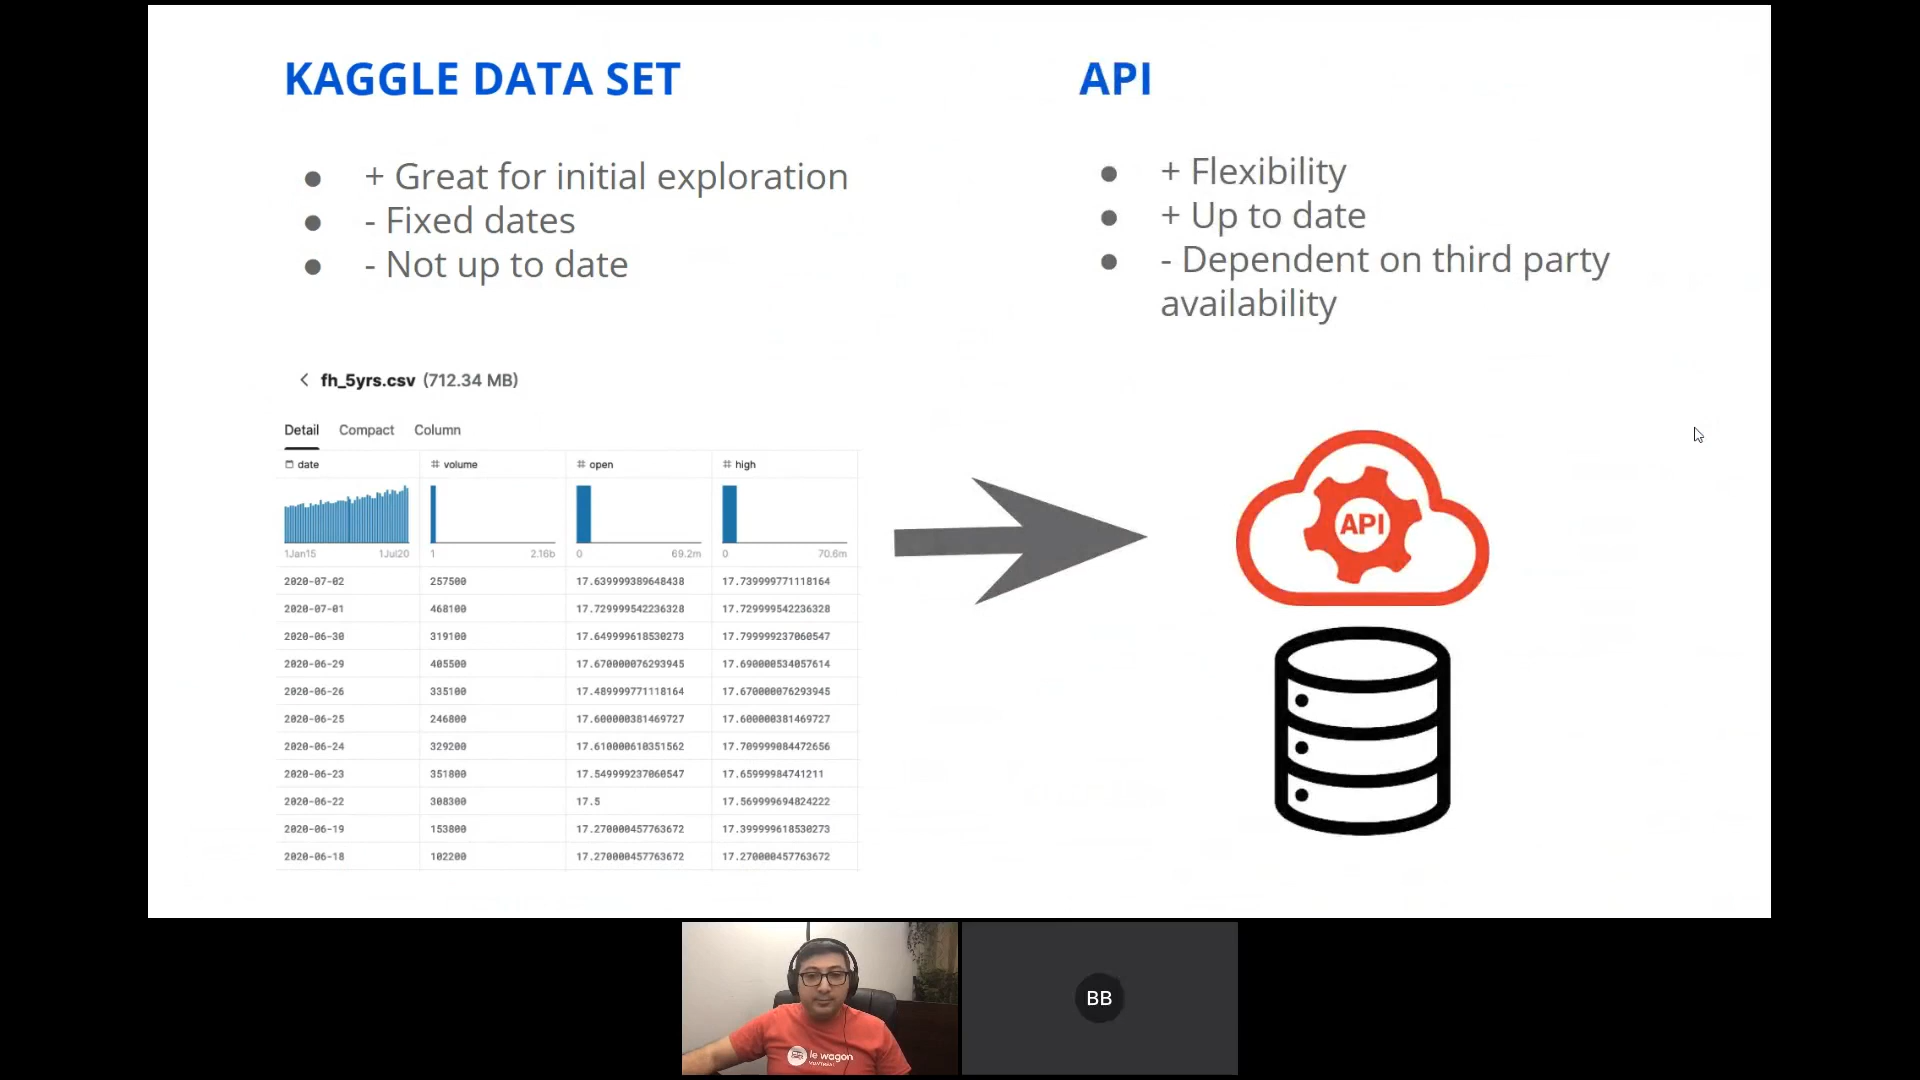 KAGGLE DATA SET
● + Great for initial exploration
● - Fixed dates
● - Not up to date
API
● + Flexibility
● + Up to date
● - Dependent on third party
availability
fh_5yrs.csv (712.34 MB)
Detail Compact Column
date # volume # open # high
1Jan15 1Jul20 1 2.16b 0 69.2m 0 70.6m
2020-07-02 257500 17.639999389648438 17.739999771118164
2020-07-01 468100 17.729999542236328 17.729999542236328
2020-06-30 319100 17.649999618530273 17.799999237060547
2020-06-29 405500 17.670000076293945 17.690000534057614
2020-06-26 335100 17.489999771118164 17.670000076293945
2020-06-25 246800 17.600000381469727 17.600000381469727
2020-06-24 329200 17.610000610351562 17.709999084472656
2020-06-23 351800 17.549999237060547 17.65999984741211
2020-06-22 308300 17.5 17.569999694824222
2020-06-19 153800 17.270000457763672 17.399999618530273
2020-06-18 102200 17.270000457763672 17.270000457763672
API
le wagon
BB